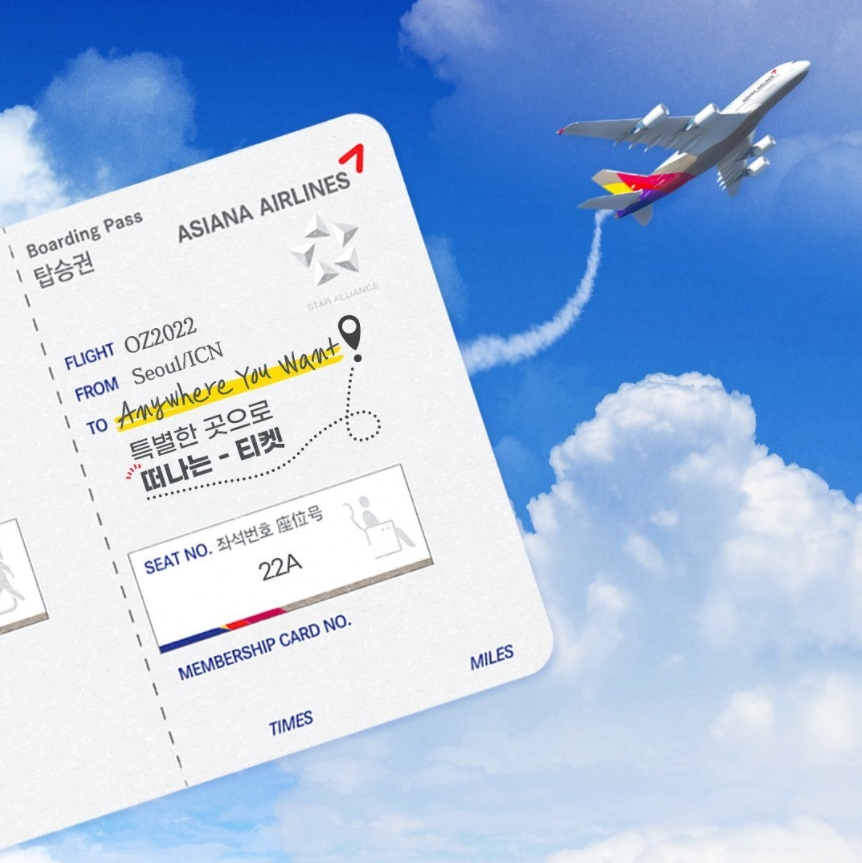 ASIANA AIRLINES
Boarding Pass
탑승권
STAR ALLIANCE
FLIGHT OZ2022
FROM Seoul/ICN
TO Anywhere You Want
특별한 곳으로
떠나는 - 티켓
SEAT NO. 좌석번호 座位号
22A
MEMBERSHIP CARD NO.
TIMES
MILES